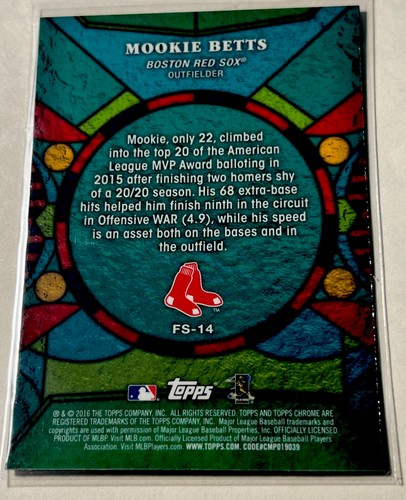 MOOKIE BETTS
BOSTON RED SOX®
OUTFIELDER
Mookie, only 22, climbed
into the top 20 of the American
League MVP Award balloting in
2015 after finishing two homers shy
of a 20/20 season. His 68 extra-base
hits helped him finish ninth in the circuit
in Offensive WAR (4.9), while his speed
is an asset both on the bases and in
the outfield.
TM
FS-14
topps
® & © 2016 THE TOPPS COMPANY, INC. ALL RIGHTS RESERVED. TOPPS AND TOPPS CHROME ARE
REGISTERED TRADEMARKS OF THE TOPPS COMPANY, INC. Major League Baseball trademarks and
copyrights are used with permission of Major League Baseball Properties, Inc. OFFICIALLY LICENSED
PRODUCT OF MLBP. Visit MLB.com. Officially Licensed Product of Major League Baseball Players
Association. Visit MLBPlayers.com WWW.TOPPS.COM. CODE#CMP019039